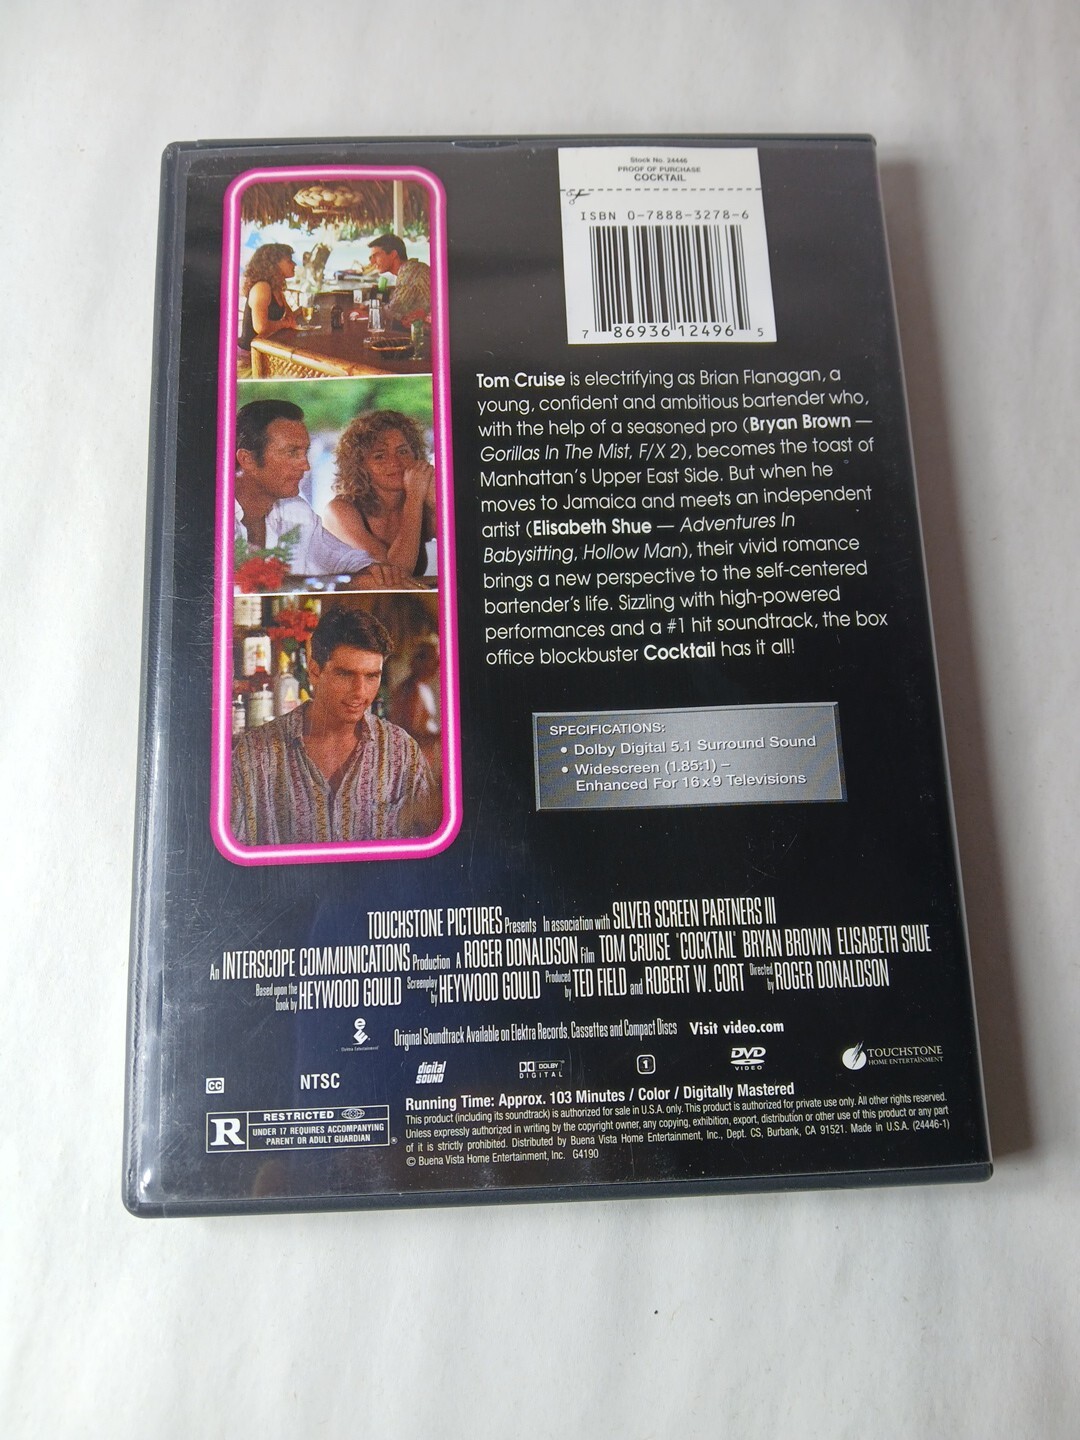 Stock No. 24446
PROOF OF PURCHASE
COCKTAIL
ISBN 0-7888-3278-6
7 86936 12496 5
Tom Cruise is electrifying as Brian Flanagan, a
young, confident and ambitious bartender who,
with the help of a seasoned pro (Bryan Brown —
Gorillas In The Mist, F/X 2), becomes the toast of
Manhattan's Upper East Side. But when he
moves to Jamaica and meets an independent
artist (Elisabeth Shue — Adventures In
Babysitting, Hollow Man), their vivid romance
brings a new perspective to the self-centered
bartender's life. Sizzling with high-powered
performances and a #1 hit soundtrack, the box
office blockbuster Cocktail has it all!
SPECIFICATIONS:
• Dolby Digital 5.1 Surround Sound
• Widescreen (1.85:1) –
Enhanced For 16x9 Televisions
TOUCHSTONE PICTURES Presents In association with SILVER SCREEN PARTNERS III
An INTERSCOPE COMMUNICATIONS Production A ROGER DONALDSON Film TOM CRUISE "COCKTAIL" BRYAN BROWN ELISABETH SHUE
Based upon the book by HEYWOOD GOULD Screenplay by HEYWOOD GOULD Produced by TED FIELD and ROBERT W. CORT Directed by ROGER DONALDSON
Elektra Entertainment Original Soundtrack Available on Elektra Records, Cassettes and Compact Discs Visit video.com
CC NTSC digital SOUND DOLBY DIGITAL 1 DVD VIDEO TOUCHSTONE HOME ENTERTAINMENT
R RESTRICTED
UNDER 17 REQUIRES ACCOMPANYING
PARENT OR ADULT GUARDIAN
Running Time: Approx. 103 Minutes / Color / Digitally Mastered
This product (including its soundtrack) is authorized for sale in U.S.A. only. This product is authorized for private use only. All other rights reserved.
Unless expressly authorized in writing by the copyright owner, any copying, exhibition, export, distribution or other use of this product or any part
of it is strictly prohibited. Distributed by Buena Vista Home Entertainment, Inc., Dept. CS, Burbank, CA 91521. Made in U.S.A. (24446-1)
© Buena Vista Home Entertainment, Inc. G4190